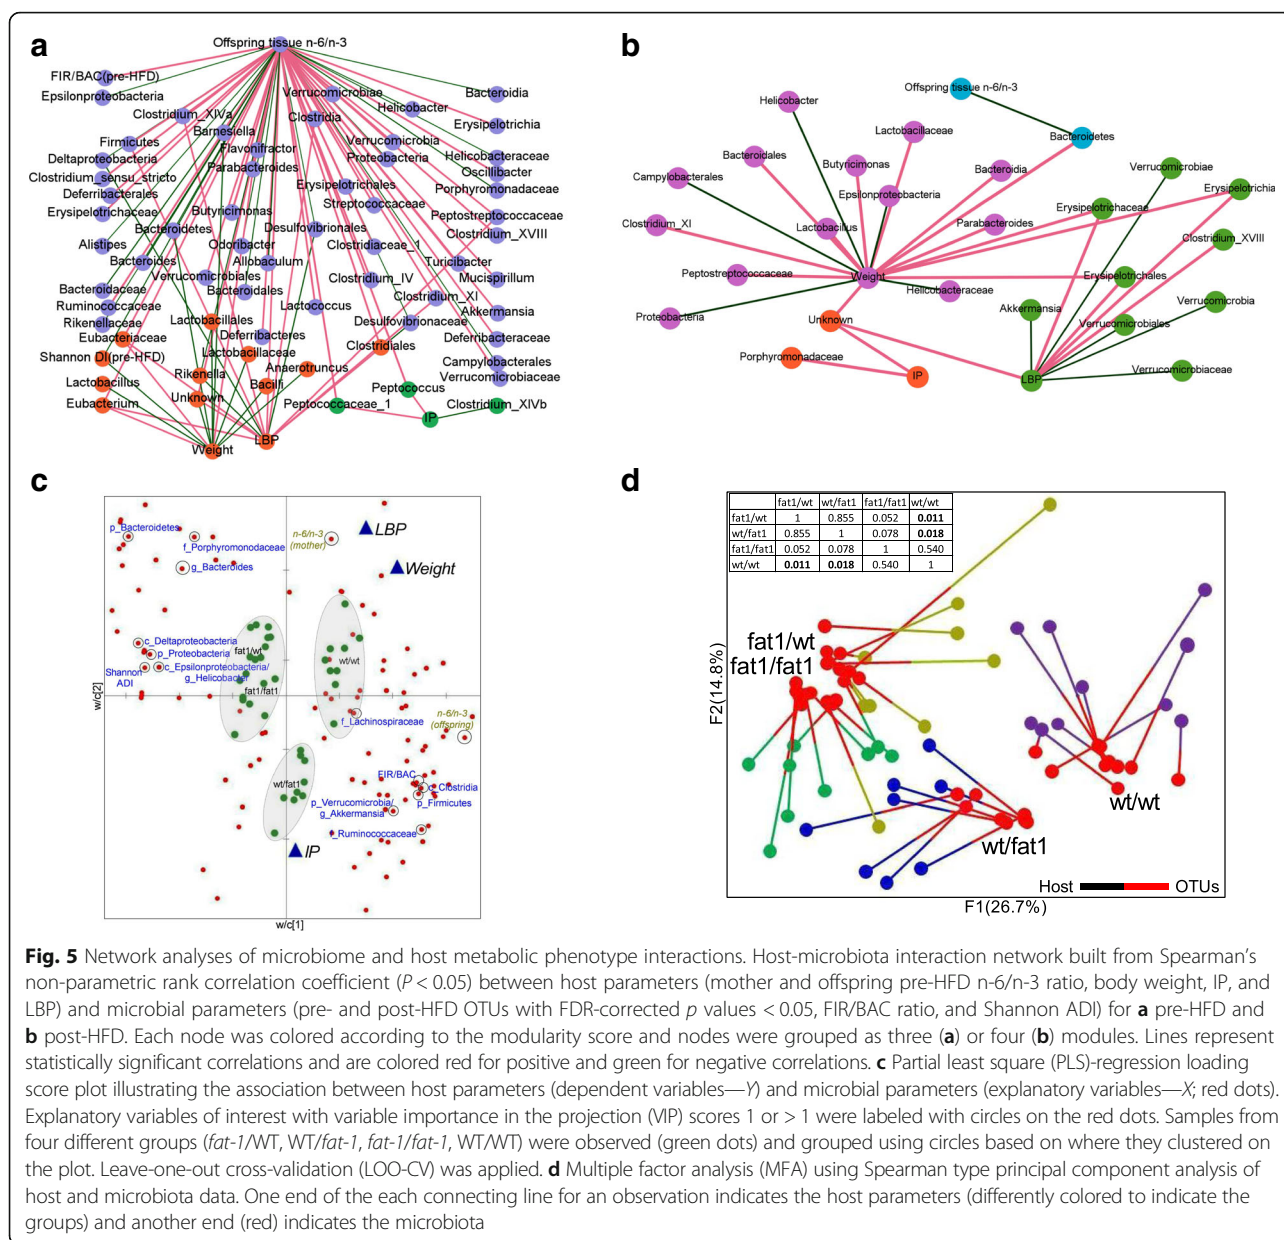 a
Offspring tissue n-6/n-3
FIR/BAC(pre-HFD)
Epsilonproteobacteria
Verrucomicrobiae
Bacteroidia
Clostridium_XIVa
Helicobacter
Clostridia
Erysipelotrichia
Barnesiella
Firmicutes
Flavonifractor
Verrucomicrobia
Deltaproteobacteria
Proteobacteria
Helicobacteraceae
Parabacteroides
Oscillibacter
Clostridium_sensu_stricto
Erysipelotrichales
Porphyromonadaceae
Deferribacterales
Streptococcaceae
Erysipelotrichaceae
Butyricimonas
Peptostreptococcaceae
Bacteroidetes
Desulfovibrionales
Clostridium_XVIII
Alistipes
Odoribacter
Clostridiaceae_1
Bacteroides
Allobaculum
Turicibacter
Verrucomicrobiales
Clostridium_IV
Mucispirillum
Bacteroidaceae
Bacteroidales
Clostridium_XI
Ruminococcaceae
Lactococcus
Akkermansia
Rikenellaceae
Lactobacillales
Desulfovibrionaceae
Eubacteriaceae
Deferribacteres
Deferribacteraceae
Shannon DI(pre-HFD)
Lactobacillaceae
Clostridiales
Campylobacterales
Lactobacillus
Rikenella
Anaerotruncus
Verrucomicrobiaceae
Bacilli
Peptococcus
Eubacterium
Unknown
Peptococcaceae_1
Clostridium_XIVb
IP
Weight
LBP
b
Offspring tissue n-6/n-3
Helicobacter
Lactobacillaceae
Bacteroidetes
Bacteroidales
Butyricimonas
Bacteroidia
Verrucomicrobiae
Campylobacterales
Epsilonproteobacteria
Erysipelotrichia
Erysipelotrichaceae
Clostridium_XI
Lactobacillus
Parabacteroides
Clostridium_XVIII
Peptostreptococcaceae
Weight
Erysipelotrichales
Helicobacteraceae
Akkermansia
Verrucomicrobia
Proteobacteria
Unknown
Verrucomicrobiales
Porphyromonadaceae
IP
LBP
Verrucomicrobiaceae
c
p_Bacteroidetes
f_Porphyromonodaceae
g_Bacteroides
n-6/n-3
(mother)
LBP
Weight
c_Deltaproteobacteria
p_Proteobacteria
Shannon
ADI
c_Epsilonproteobacteria/
g_Helicobacter
fat1/wt
fat1/fat1
wt/wt
f_Lachinospiraceae
n-6/n-3
(offspring)
wt/fat1
FIR/BAC
c_Clostridia
p_Firmicutes
p_Verrucomicrobia/
g_Akkermansia
f_Ruminococcaceae
IP
w/c[2]
w/c[1]
d
fat1/wt wt/fat1 fat1/fat1 wt/wt
fat1/wt 1 0.855 0.052 0.011
wt/fat1 0.855 1 0.078 0.018
fat1/fat1 0.052 0.078 1 0.540
wt/wt 0.011 0.018 0.540 1
fat1/wt
fat1/fat1
wt/wt
wt/fat1
Host OTUs
F2(14.8%)
F1(26.7%)
Fig. 5 Network analyses of microbiome and host metabolic phenotype interactions. Host-microbiota interaction network built from Spearman’s
non-parametric rank correlation coefficient (P < 0.05) between host parameters (mother and offspring pre-HFD n-6/n-3 ratio, body weight, IP, and
LBP) and microbial parameters (pre- and post-HFD OTUs with FDR-corrected p values < 0.05, FIR/BAC ratio, and Shannon ADI) for a pre-HFD and
b post-HFD. Each node was colored according to the modularity score and nodes were grouped as three (a) or four (b) modules. Lines represent
statistically significant correlations and are colored red for positive and green for negative correlations. c Partial least square (PLS)-regression loading
score plot illustrating the association between host parameters (dependent variables—Y) and microbial parameters (explanatory variables—X; red dots).
Explanatory variables of interest with variable importance in the projection (VIP) scores 1 or > 1 were labeled with circles on the red dots. Samples from
four different groups (fat-1/WT, WT/fat-1, fat-1/fat-1, WT/WT) were observed (green dots) and grouped using circles based on where they clustered on
the plot. Leave-one-out cross-validation (LOO-CV) was applied. d Multiple factor analysis (MFA) using Spearman type principal component analysis of
host and microbiota data. One end of the each connecting line for an observation indicates the host parameters (differently colored to indicate the
groups) and another end (red) indicates the microbiota